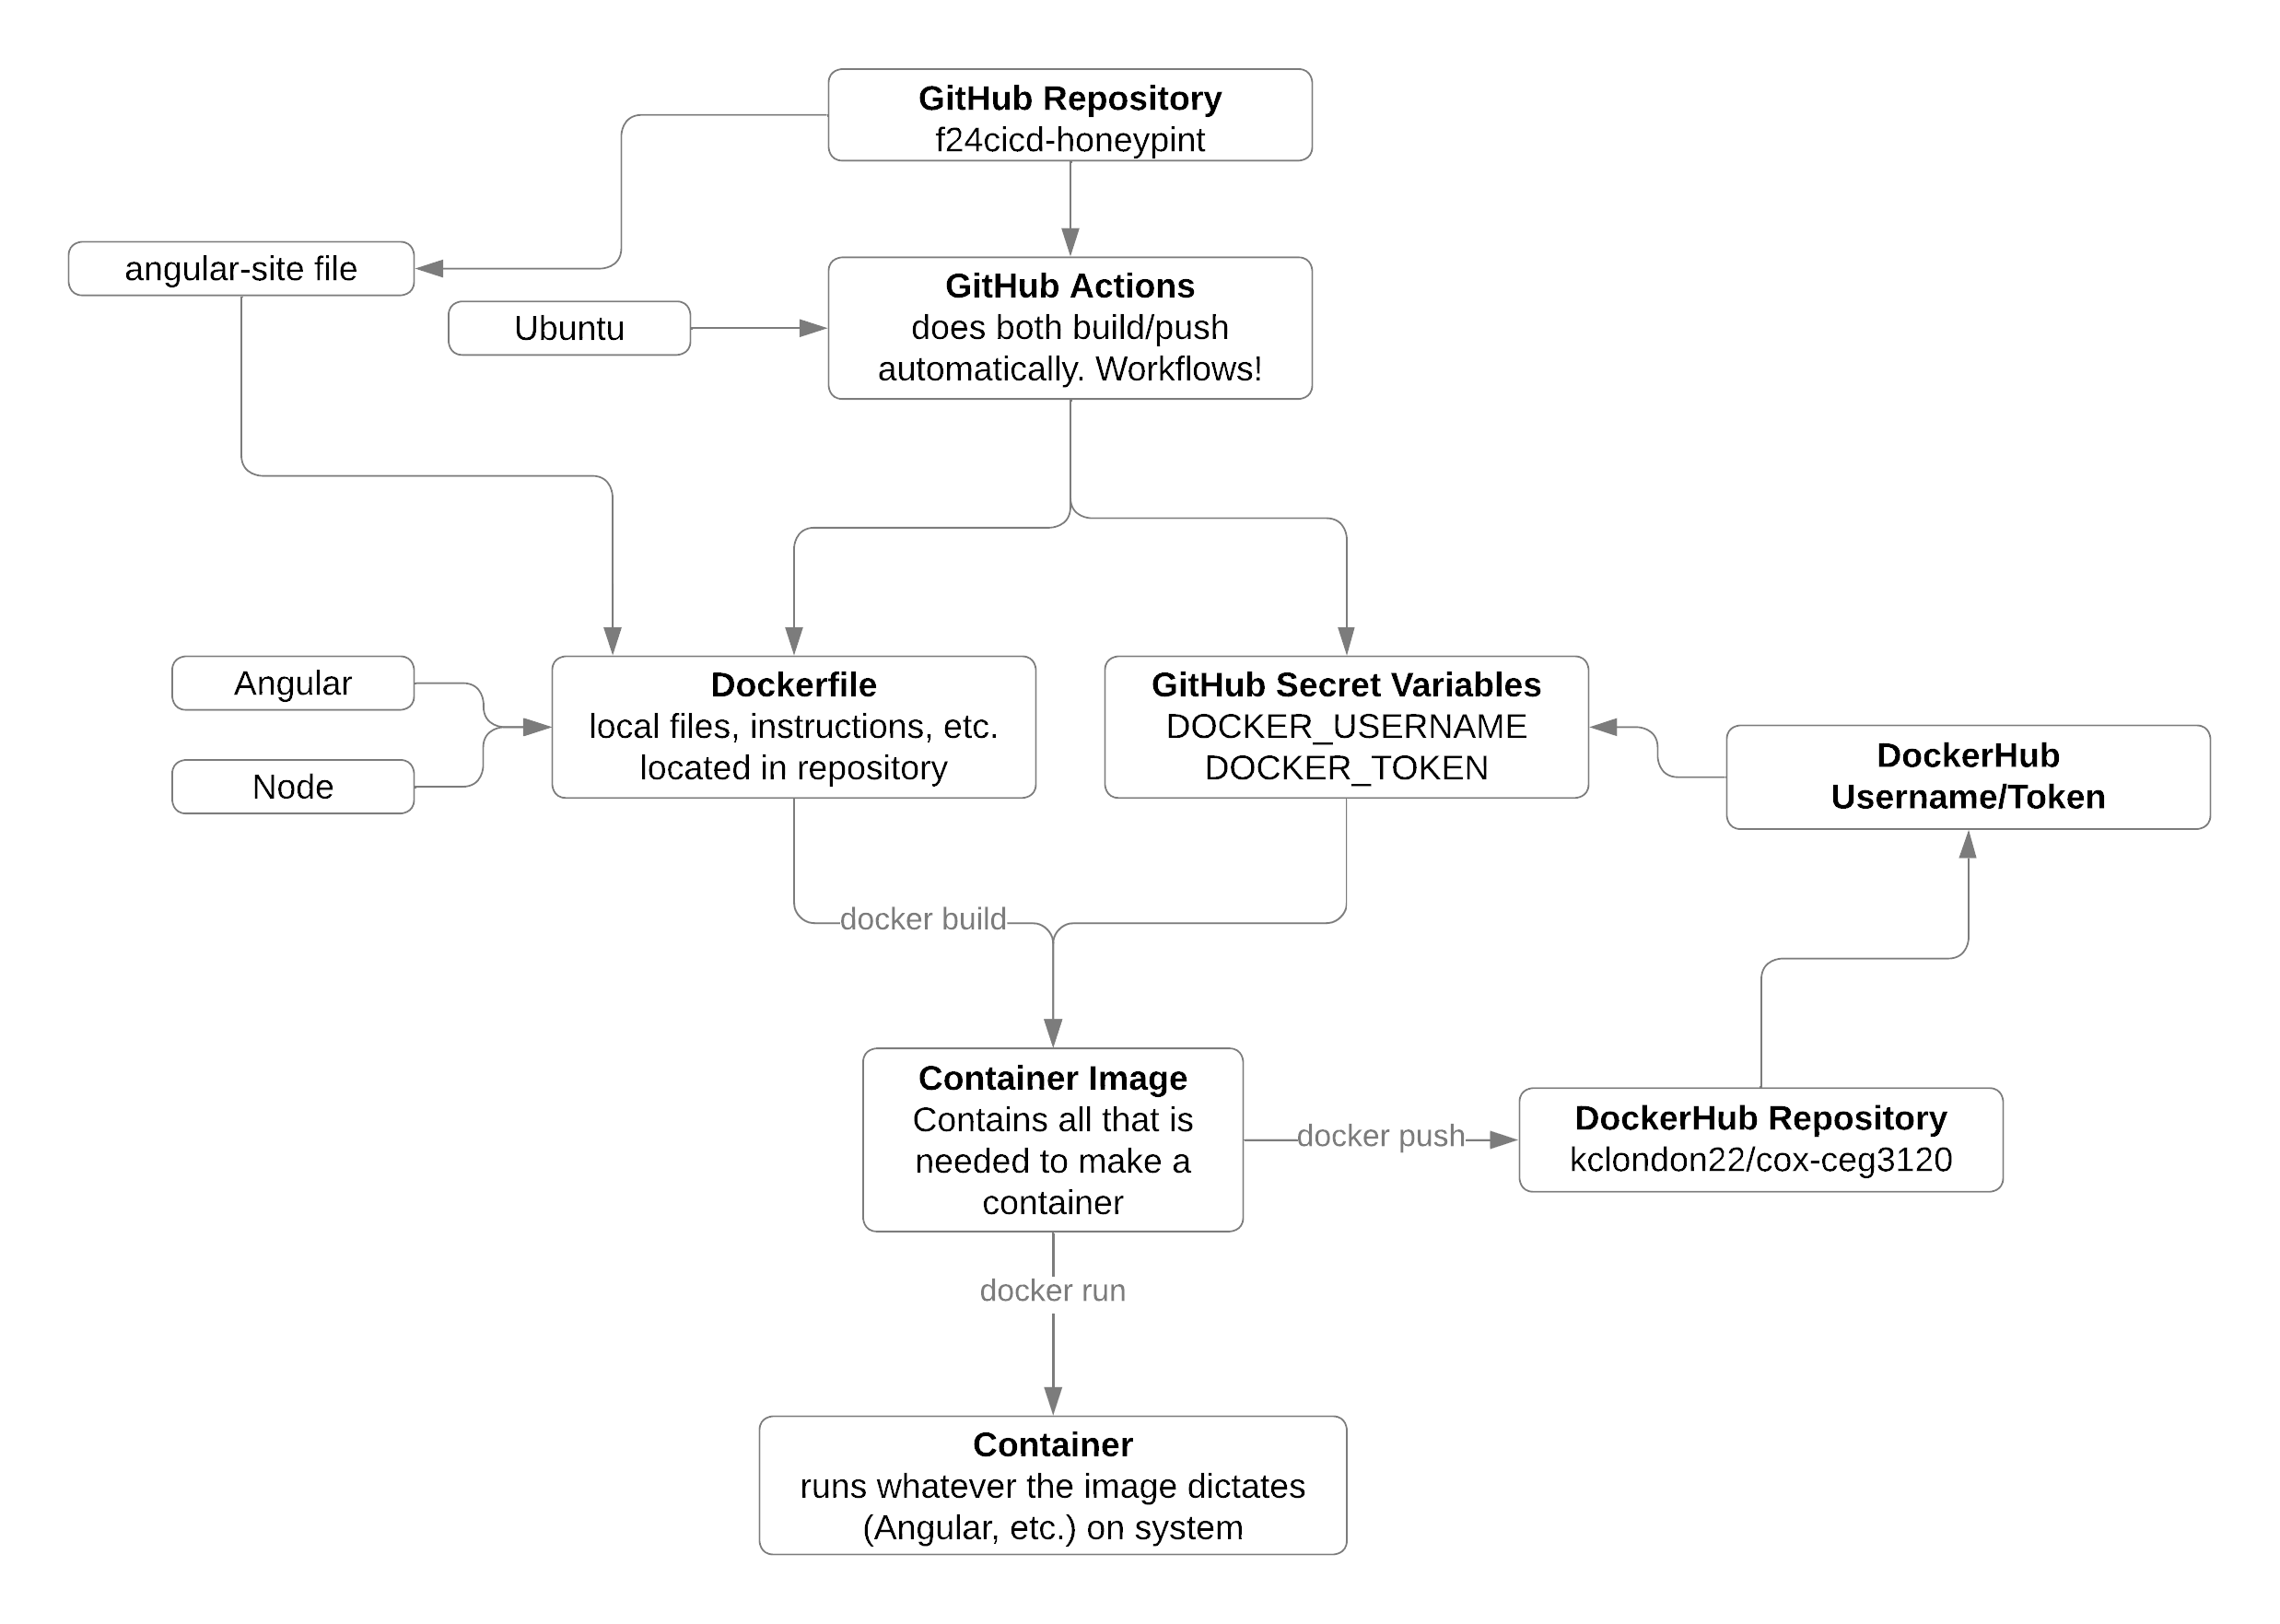 GitHub Repository
f24cicd-honeypint
angular-site file
Ubuntu
GitHub Actions
does both build/push
automatically. Workflows!
Angular
Node
Dockerfile
local files, instructions, etc.
located in repository
GitHub Secret Variables
DOCKER_USERNAME
DOCKER_TOKEN
DockerHub
Username/Token
docker build
Container Image
Contains all that is
needed to make a
container
docker push
DockerHub Repository
kclondon22/cox-ceg3120
docker run
Container
runs whatever the image dictates
(Angular, etc.) on system